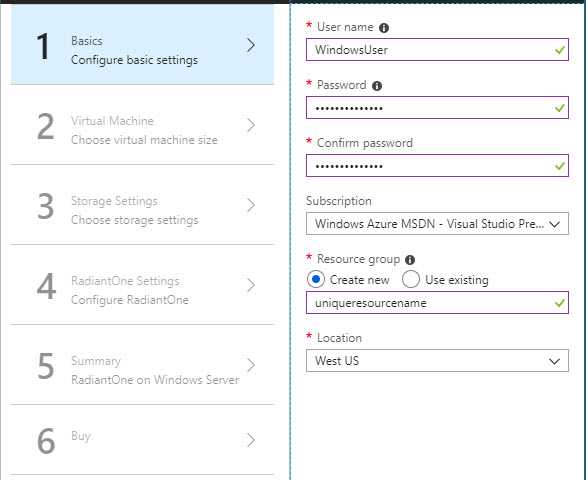 1
Basics
Configure basic settings
2
Virtual Machine
Choose virtual machine size
3
Storage Settings
Choose storage settings
4
RadiantOne Settings
Configure RadiantOne
5
Summary
RadiantOne on Windows Server
6
Buy
* User name
WindowsUser
* Password
••••••••••••••
* Confirm password
••••••••••••••
Subscription
Windows Azure MSDN - Visual Studio Pre...
* Resource group
Create new Use existing
uniqueresourcename
* Location
West US